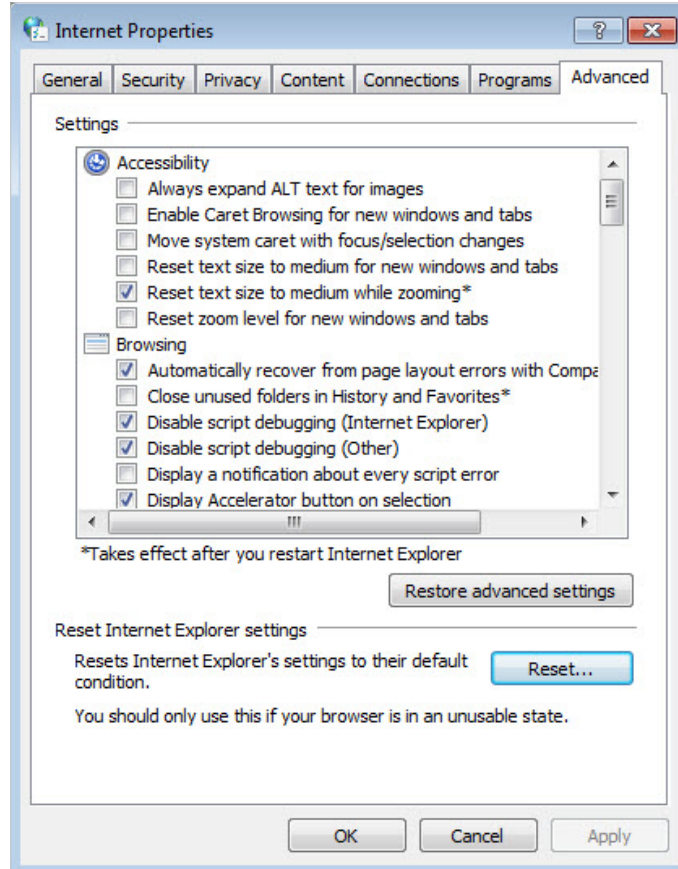 Internet Properties
General Security Privacy Content Connections Programs Advanced
Settings
Accessibility
Always expand ALT text for images
Enable Caret Browsing for new windows and tabs
Move system caret with focus/selection changes
Reset text size to medium for new windows and tabs
Reset text size to medium while zooming*
Reset zoom level for new windows and tabs
Browsing
Automatically recover from page layout errors with Compa
Close unused folders in History and Favorites*
Disable script debugging (Internet Explorer)
Disable script debugging (Other)
Display a notification about every script error
Display Accelerator button on selection
*Takes effect after you restart Internet Explorer
Restore advanced settings
Reset Internet Explorer settings
Resets Internet Explorer's settings to their default
condition.
Reset...
You should only use this if your browser is in an unusable state.
OK Cancel Apply